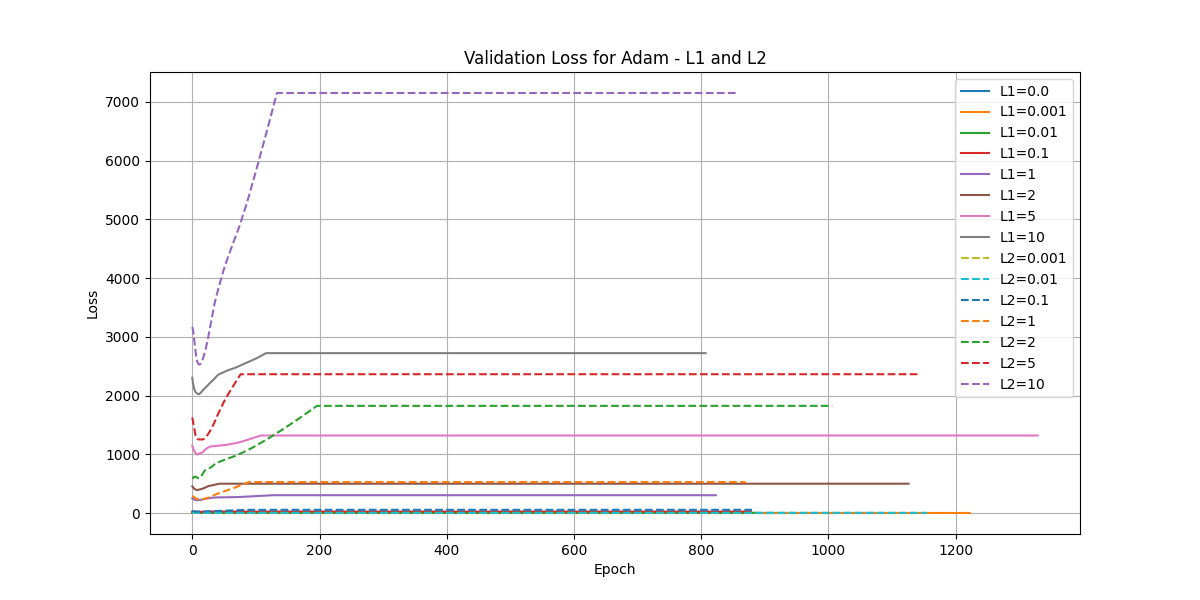 Validation Loss for Adam - L1 and L2
7000
6000
5000
4000
3000
2000
1000
0
Loss
0 200 400 600 800 1000 1200
Epoch
L1=0.0
L1=0.001
L1=0.01
L1=0.1
L1=1
L1=2
L1=5
L1=10
L2=0.001
L2=0.01
L2=0.1
L2=1
L2=2
L2=5
L2=10